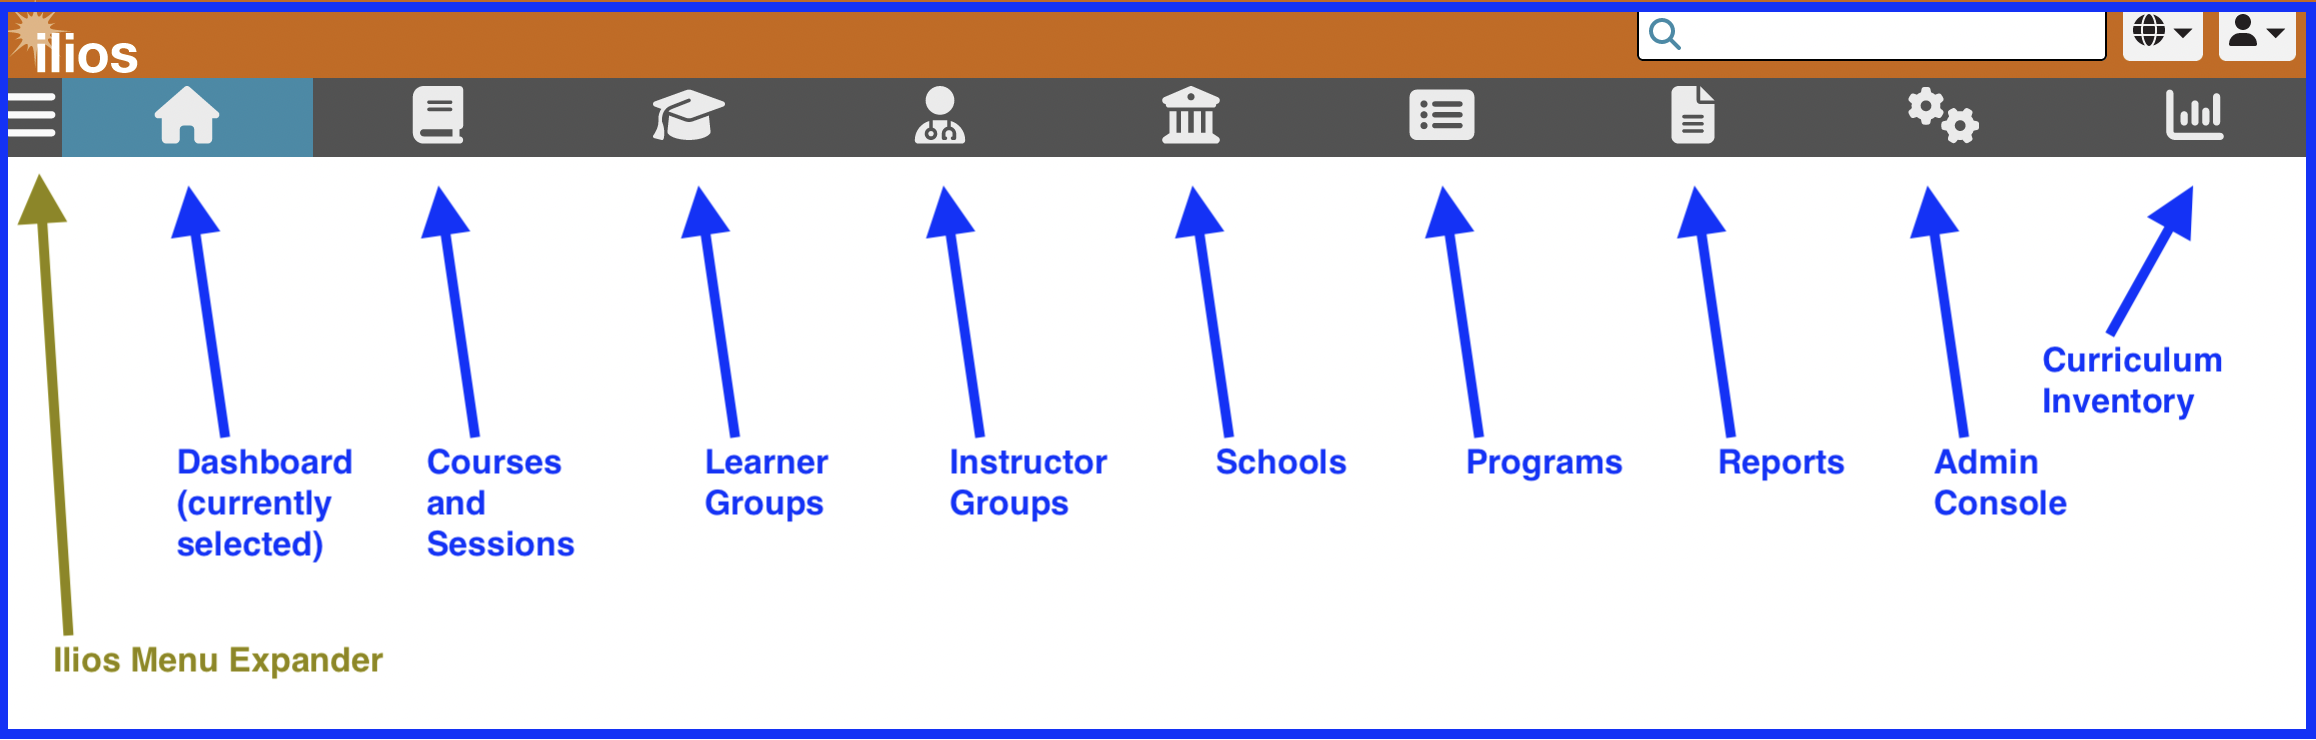 ilios
Curriculum
Inventory
Dashboard
(currently
selected)
Courses
and
Sessions
Learner
Groups
Instructor
Groups
Schools
Programs
Reports
Admin
Console
Ilios Menu Expander